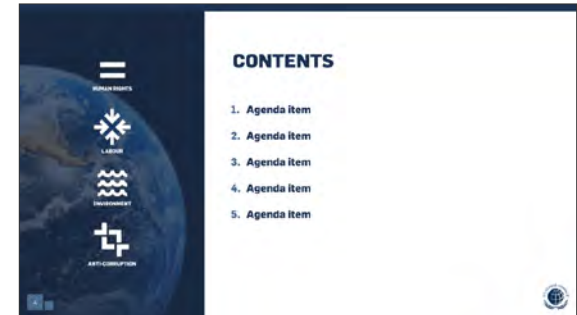 HUMAN RIGHTS
LABOUR
ENVIRONMENT
ANTI-CORRUPTION
CONTENTS
1. Agenda item
2. Agenda item
3. Agenda item
4. Agenda item
5. Agenda item